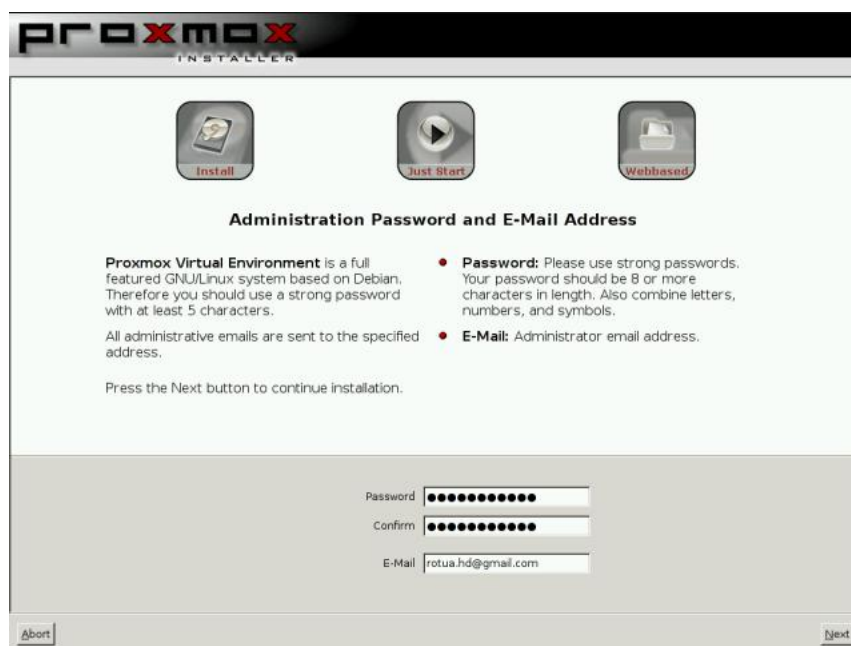 proxmox
INSTALLER
Install
Just Start
Webbased
Administration Password and E-Mail Address
Proxmox Virtual Environment is a full
featured GNU/Linux system based on Debian.
Therefore you should use a strong password
with at least 5 characters.
All administrative emails are sent to the specified
address.
Press the Next button to continue installation.
Password: Please use strong passwords.
Your password should be 8 or more
characters in length. Also combine letters,
numbers, and symbols.
E-Mail: Administrator email address.
Password
Confirm
E-Mail rotua.hd@gmail.com
Abort
Next